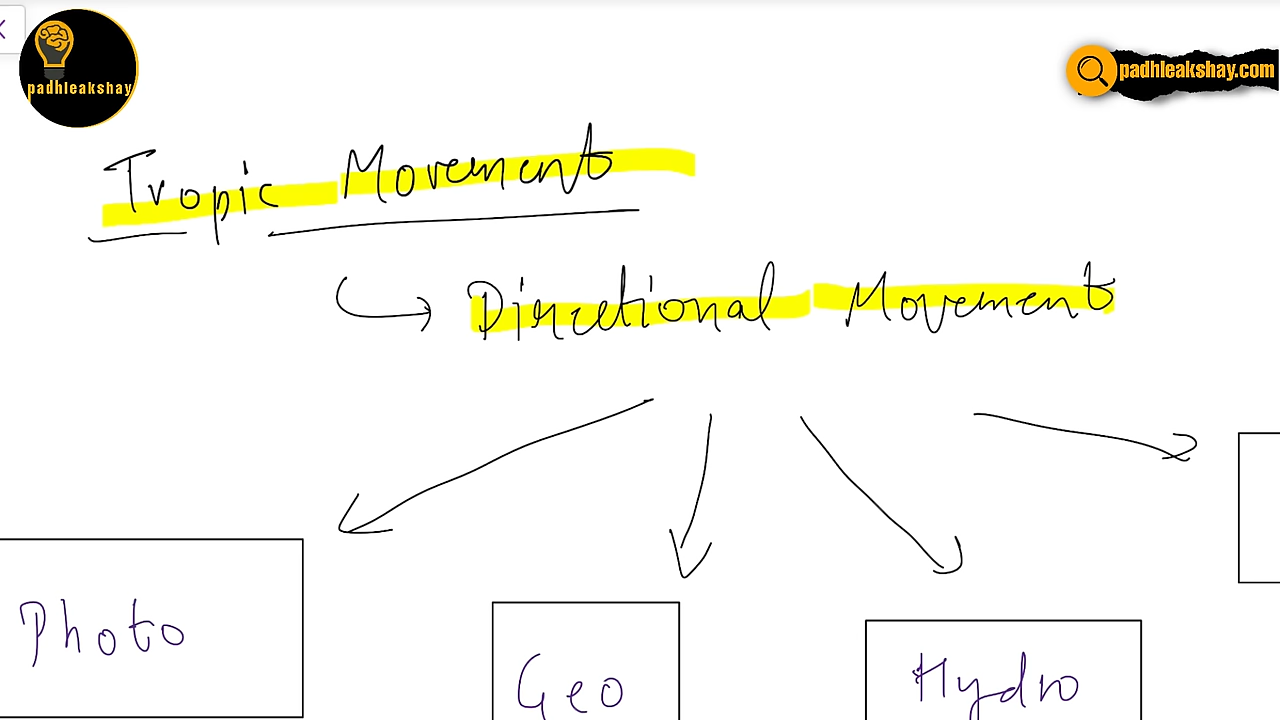 padhleakshay
padhleakshay.com
Tropic Movement
Directional Movement
Photo
Geo
Hydro